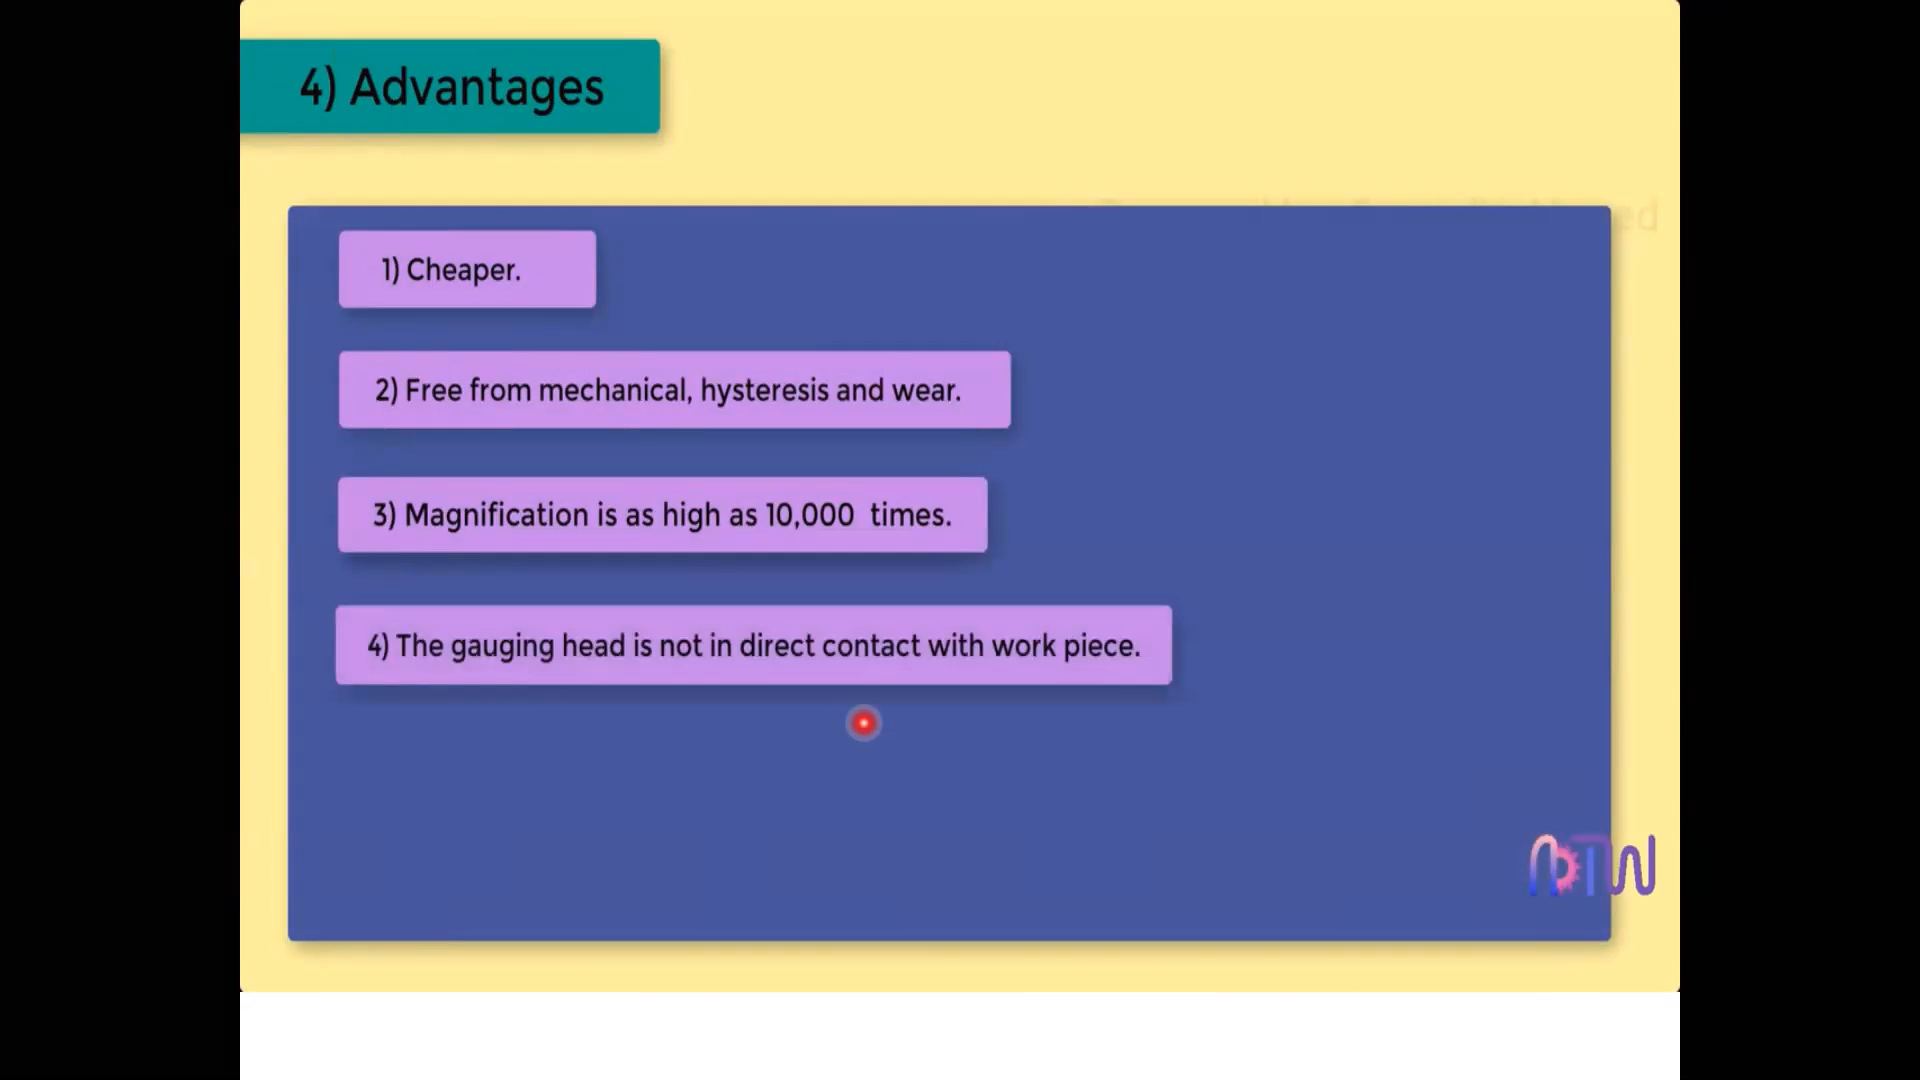 4) Advantages
1) Cheaper.
2) Free from mechanical, hysteresis and wear.
3) Magnification is as high as 10,000 times.
4) The gauging head is not in direct contact with work piece.